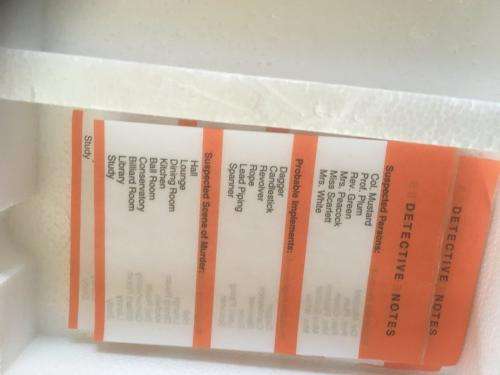 DETECTIVE NOTES
DETECTIVE NOTES
Suspected Persons:
Col. Mustard
Prof. Plum
Rev. Green
Mrs. Peacock
Miss Scarlett
Mrs. White
Probable Implements:
Dagger
Candlestick
Revolver
Rope
Lead Piping
Spanner
Suspected Scene of Murder:
Hall
Lounge
Dining Room
Kitchen
Ball Room
Conservatory
Billiard Room
Library
Study
Study